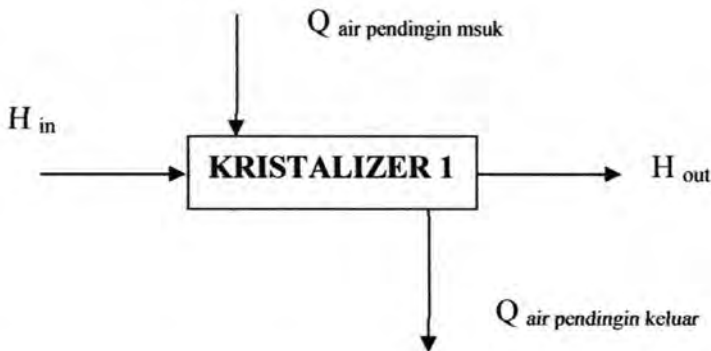 Q air pendingin msuk
H in
KRISTALIZER 1
H out
Q air pendingin keluar